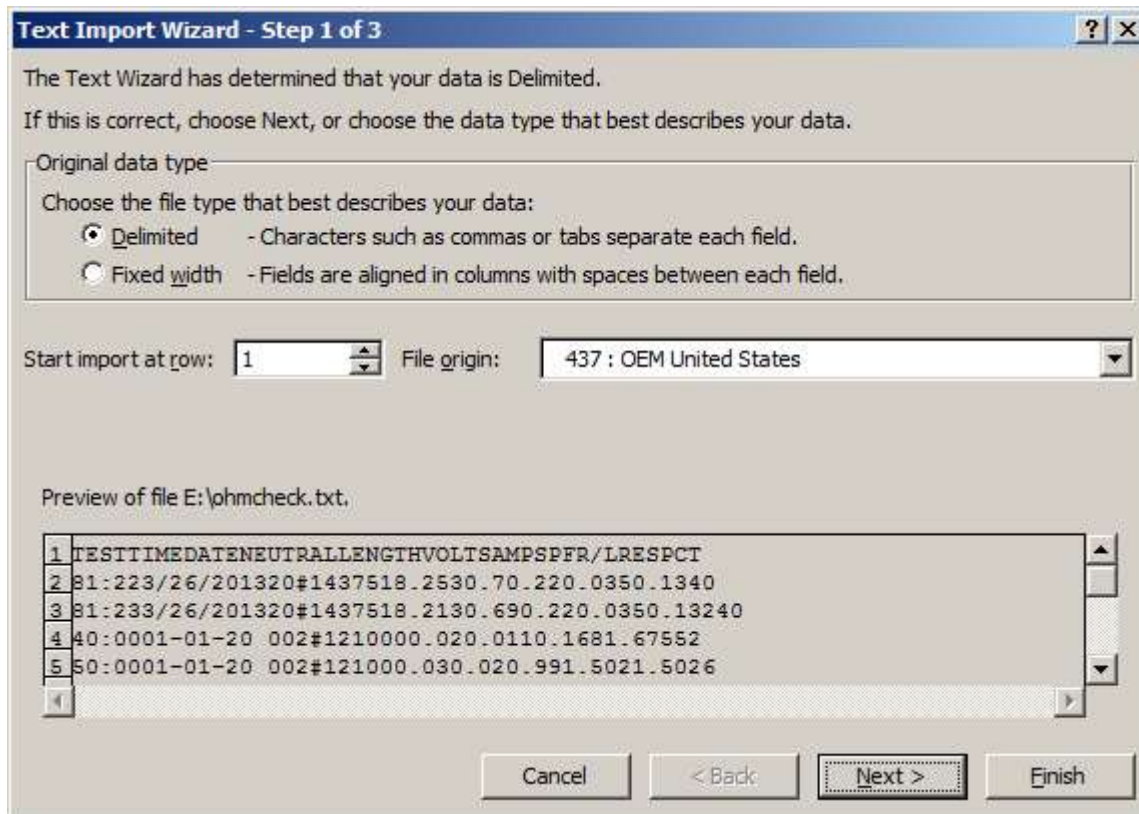 Text Import Wizard - Step 1 of 3
The Text Wizard has determined that your data is Delimited.
If this is correct, choose Next, or choose the data type that best describes your data.
Original data type
Choose the file type that best describes your data:
Delimited - Characters such as commas or tabs separate each field.
Fixed width - Fields are aligned in columns with spaces between each field.
Start import at row: 1 File origin: 437 : OEM United States
Preview of file E:\ohmcheck.txt.
1 TESTTIMEDATENEUTRALLENGTHVOLTSAMPSPFR/LRESPCT
2 81:223/26/201320#1437518.2530.70.220.0350.1340
3 81:233/26/201320#1437518.2130.690.220.0350.13240
4 40:0001-01-20 002#1210000.020.0110.1681.67552
5 50:0001-01-20 002#121000.030.020.991.5021.5026
Cancel < Back Next > Finish